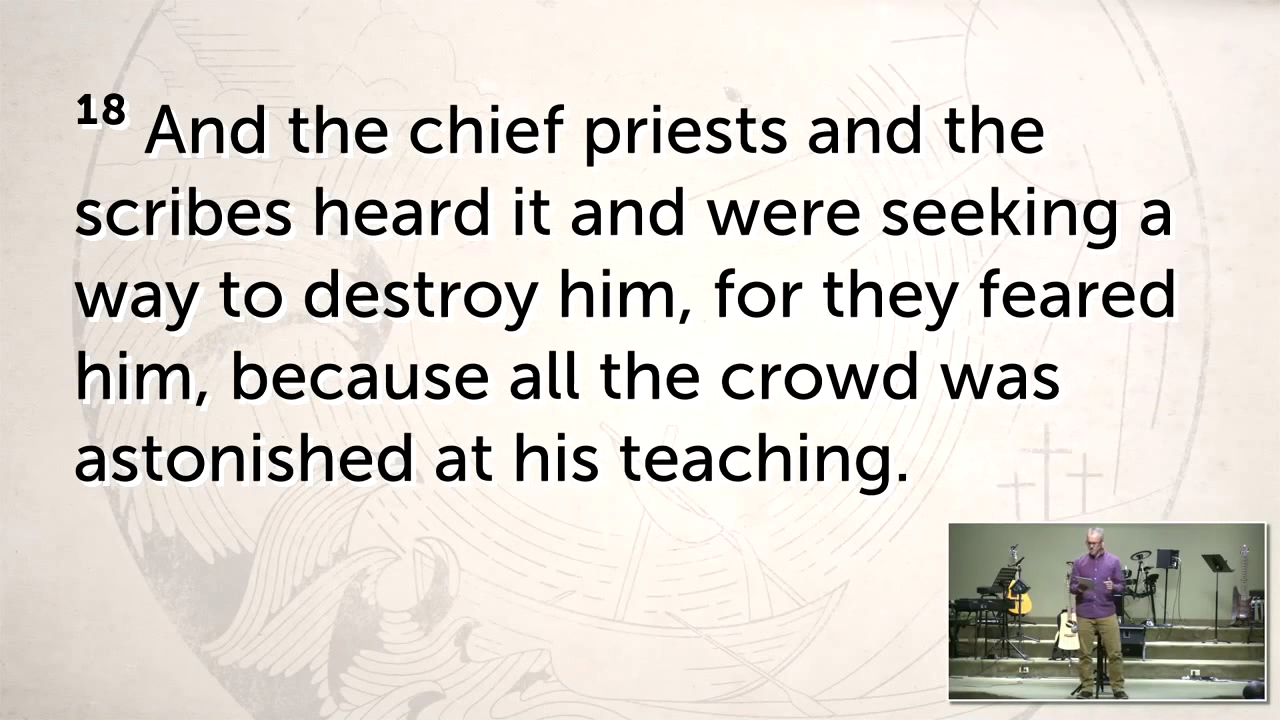 18 And the chief priests and the
scribes heard it and were seeking a
way to destroy him, for they feared
him, because all the crowd was
astonished at his teaching.